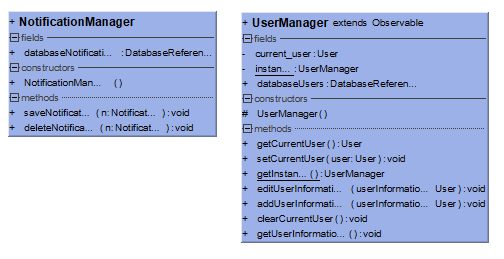 + NotificationManager
fields
+ databaseNotificati... : DatabaseReferen...
constructors
+ NotificationMan... ()
methods
+ saveNotificat... ( n: Notificat... ) : void
+ deleteNotifica... ( n: Notificat... ) : void
+ UserManager extends Observable
fields
- current_user : User
- instan... : UserManager
+ databaseUsers : DatabaseReferen...
constructors
# UserManager ()
methods
+ getCurrentUser () : User
+ setCurrentUser ( user: User ) : void
+ getInstan... () : UserManager
+ editUserInformati... ( userInformatio... User ) : void
+ addUserInformati... ( userInformatio... User ) : void
+ clearCurrentUser () : void
+ getUserInformatio... () : void